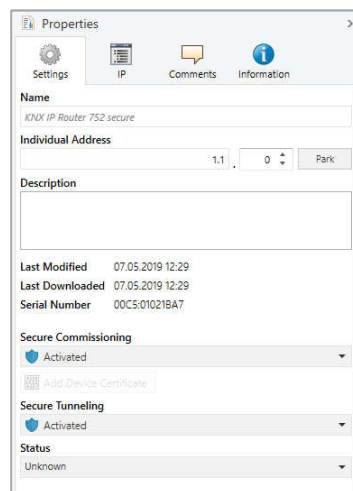 Properties
Settings IP Comments Information
Name
KNX IP Router 752 secure
Individual Address
1.1 . 0 Park
Description
Last Modified 07.05.2019 12:29
Last Downloaded 07.05.2019 12:29
Serial Number 00C5:01021BA7
Secure Commissioning
Activated
Add Device Certificate
Secure Tunneling
Activated
Status
Unknown